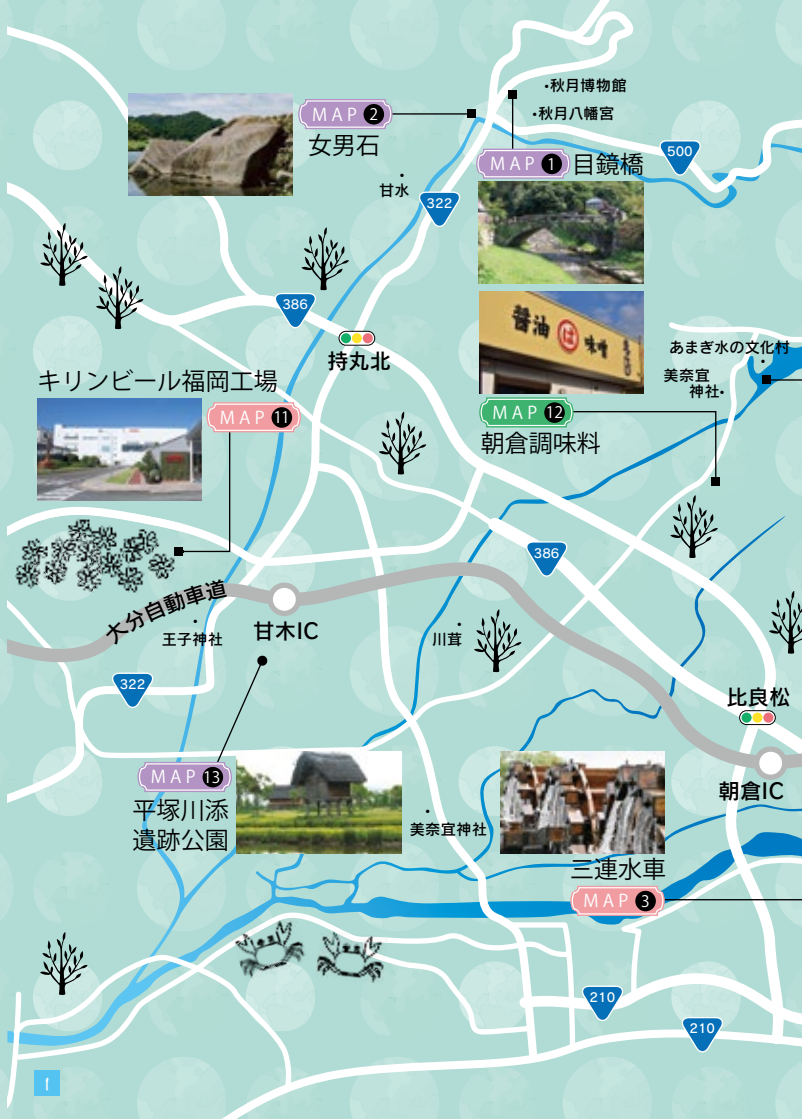 ・秋月博物館
MAP 2
・秋月八幡宮
女男石
MAP 1 目鏡橋
500
甘水
322
386
醤油 は 味噌
持丸北
あまぎ水の文化村
美奈宜
神社
キリンビール福岡工場
MAP 11
MAP 12
朝倉調味料
386
大分自動車道
甘木IC
王子神社
川茸
322
比良松
MAP 13
朝倉IC
平塚川添
遺跡公園
美奈宜神社
三連水車
MAP 3
210
210
1